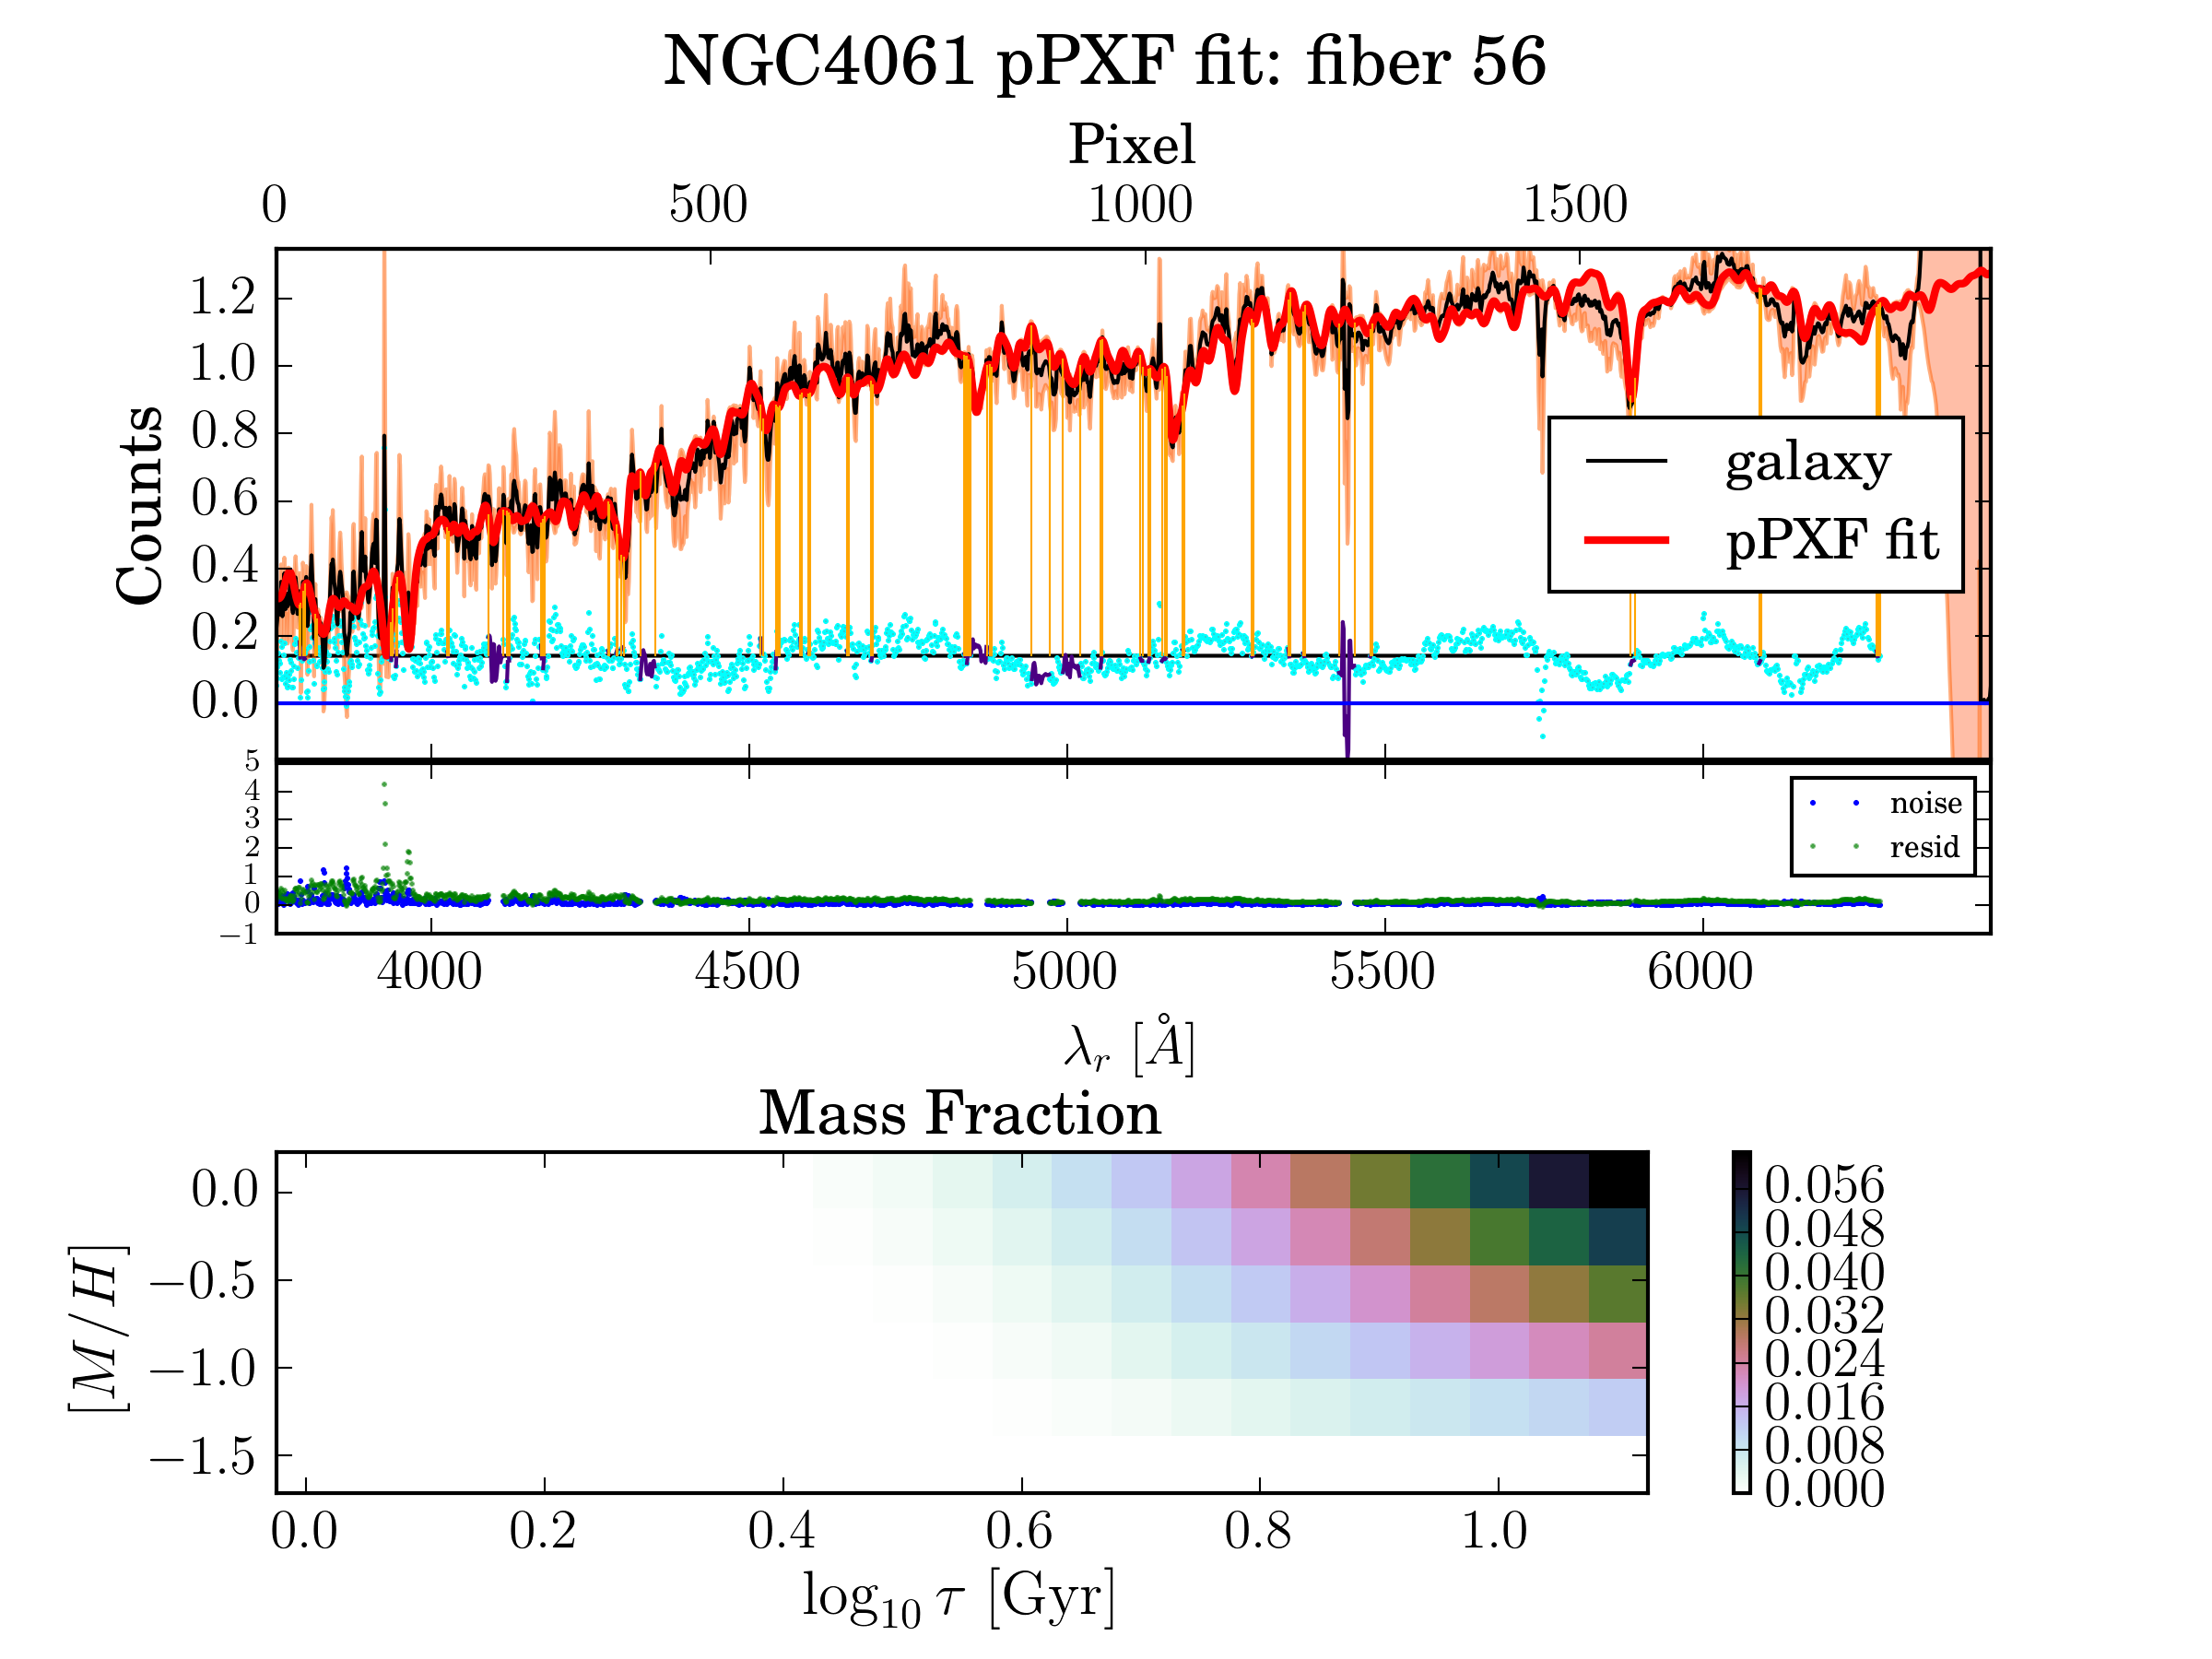 NGC4061 pPXF fit: fiber 56
Pixel
0 500 1000 1500
1.2
1.0
0.8
0.6
0.4
0.2
0.0
Counts
galaxy
pPXF fit
5
4
3
2
1
0
−1
noise
resid
4000 4500 5000 5500 6000
λr [Å]
Mass Fraction
0.0
−0.5
−1.0
−1.5
[M/H]
0.0 0.2 0.4 0.6 0.8 1.0
log10 τ [Gyr]
0.056
0.048
0.040
0.032
0.024
0.016
0.008
0.000